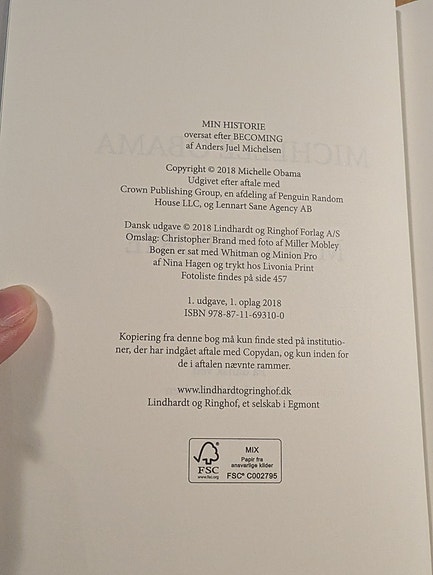 MIN HISTORIE
oversat efter BECOMING
af Anders Juel Michelsen
Copyright © 2018 Michelle Obama
Udgivet efter aftale med
Crown Publishing Group, en afdeling af Penguin Random
House LLC, og Lennart Sane Agency AB
Dansk udgave © 2018 Lindhardt og Ringhof Forlag A/S
Omslag: Christopher Brand med foto af Miller Mobley
Bogen er sat med Whitman og Minion Pro
af Nina Hagen og trykt hos Livonia Print
Fotoliste findes på side 457
1. udgave, 1. oplag 2018
ISBN 978-87-11-69310-0
Kopiering fra denne bog må kun finde sted på institutio-
ner, der har indgået aftale med Copydan, og kun inden for
de i aftalen nævnte rammer.
www.lindhardtogringhof.dk
Lindhardt og Ringhof, et selskab i Egmont
FSC
www.fsc.org
MIX
Papir fra
ansvarlige kilder
FSC® C002795